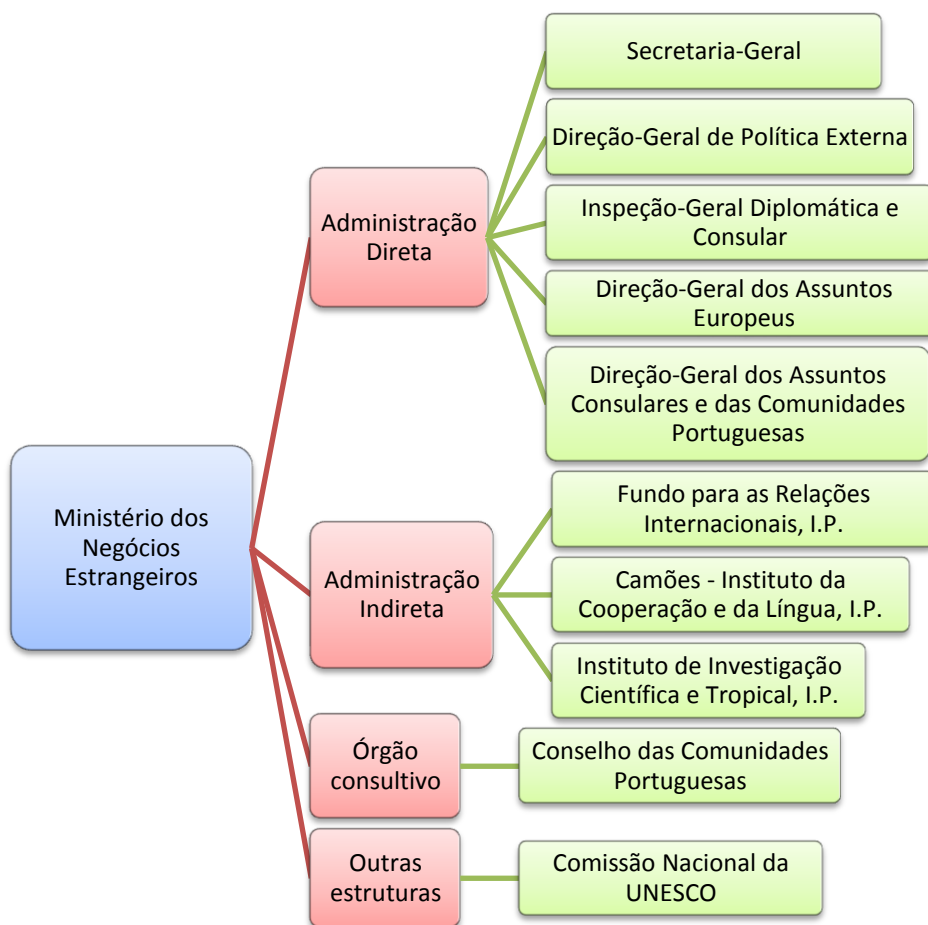 Ministério dos
Negócios
Estrangeiros
Administração
Direta
Secretaria-Geral
Direção-Geral de Política Externa
Inspeção-Geral Diplomática e
Consular
Direção-Geral dos Assuntos
Europeus
Direção-Geral dos Assuntos
Consulares e das Comunidades
Portuguesas
Administração
Indireta
Fundo para as Relações
Internacionais, I.P.
Camões - Instituto da
Cooperação e da Língua, I.P.
Instituto de Investigação
Científica e Tropical, I.P.
Órgão
consultivo
Conselho das Comunidades
Portuguesas
Outras
estruturas
Comissão Nacional da
UNESCO